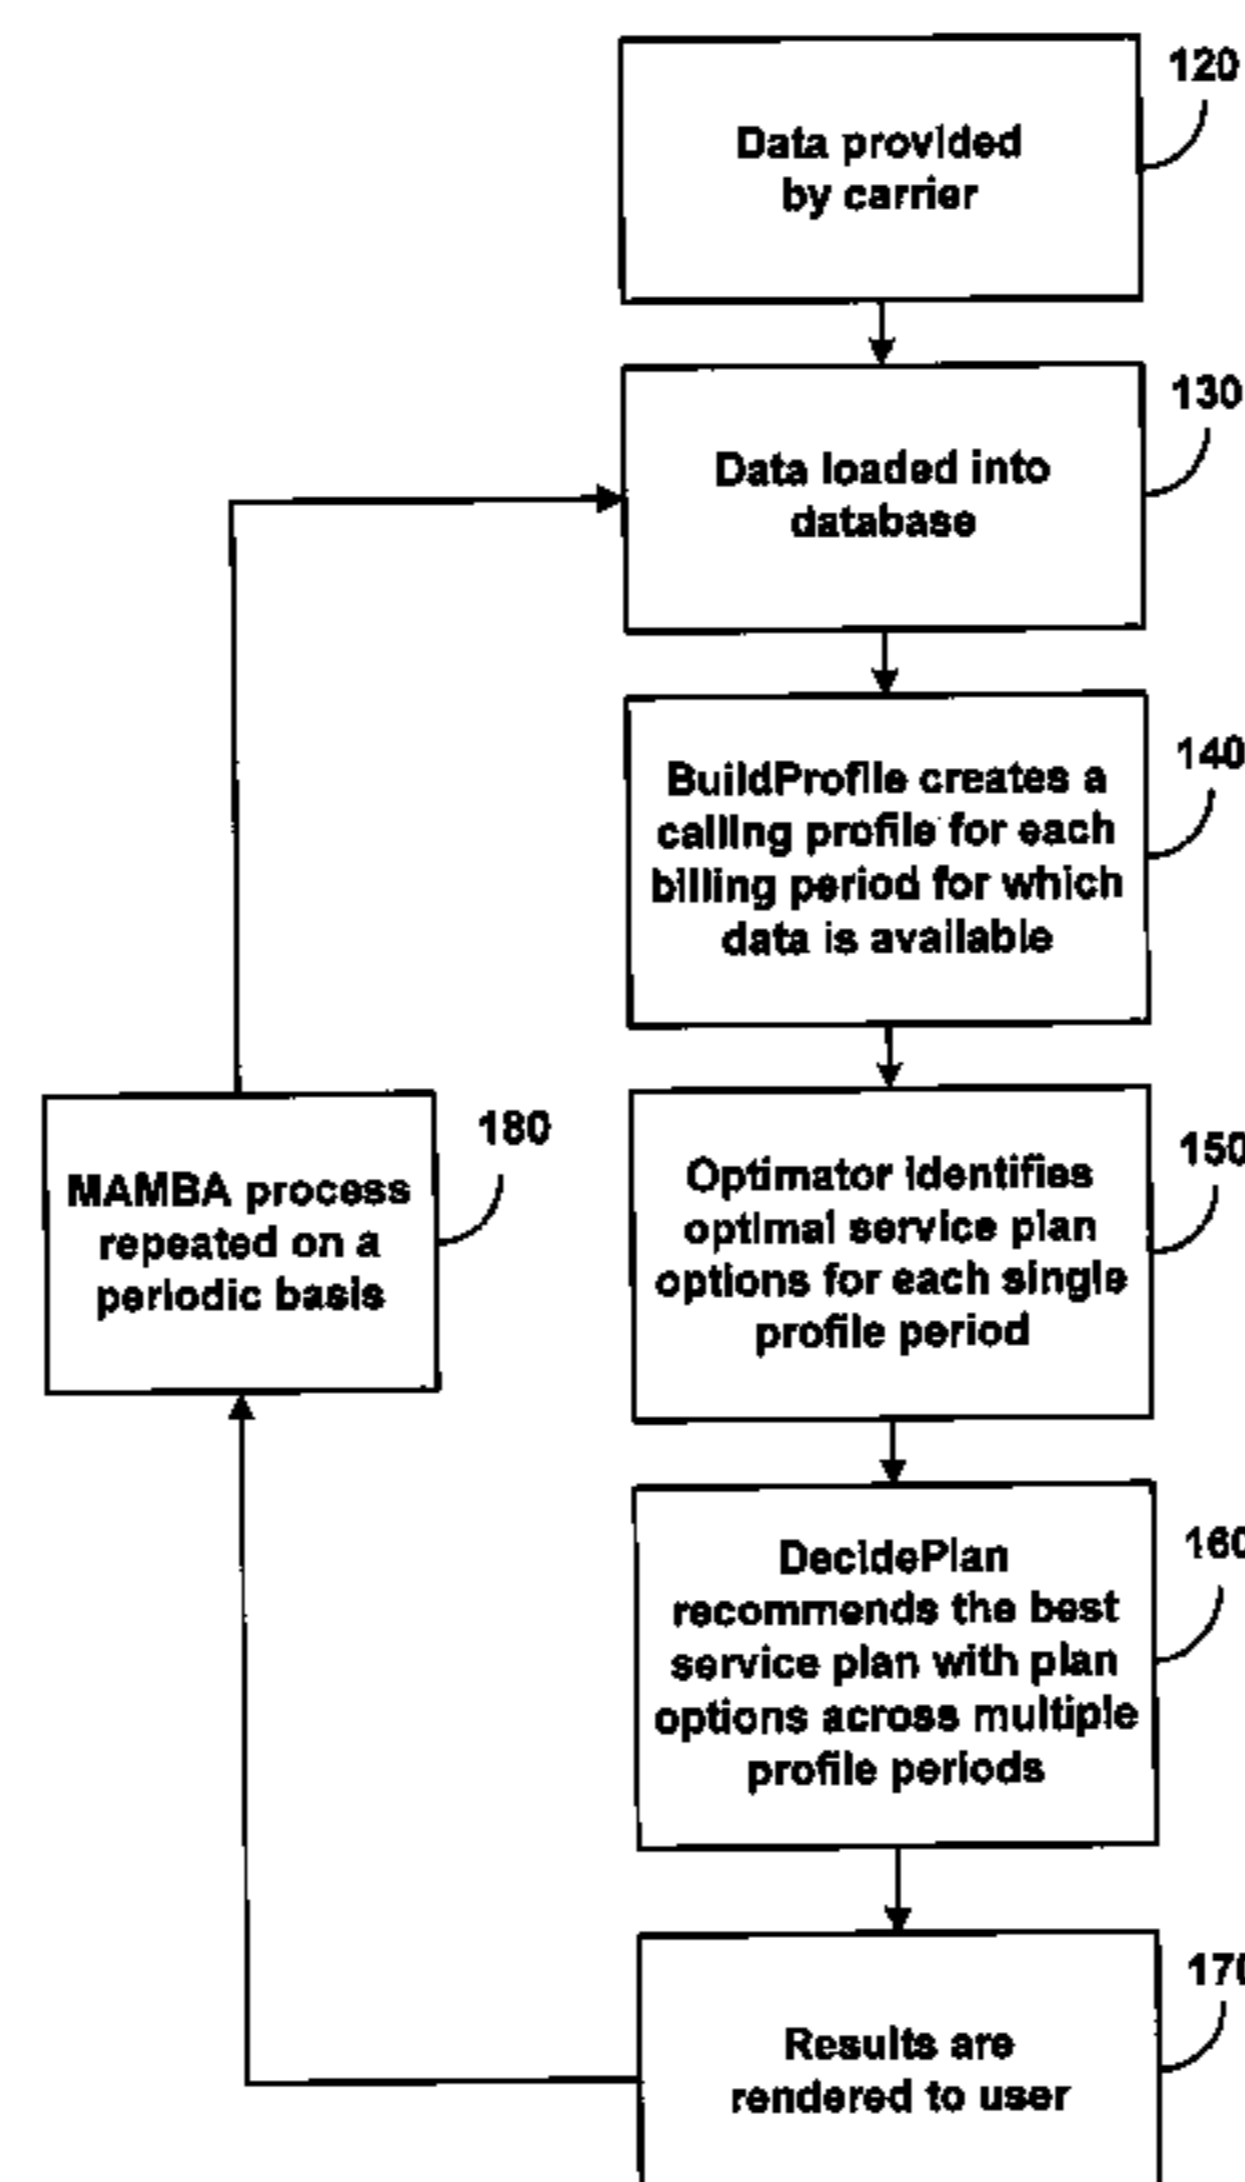 120
Data provided
by carrier
130
Data loaded into
database
140
BuildProfile creates a
calling profile for each
billing period for which
data is available
150
Optimator identifies
optimal service plan
options for each single
profile period
180
MAMBA process
repeated on a
periodic basis
160
DecidePlan
recommends the best
service plan with plan
options across multiple
profile periods
170
Results are
rendered to user